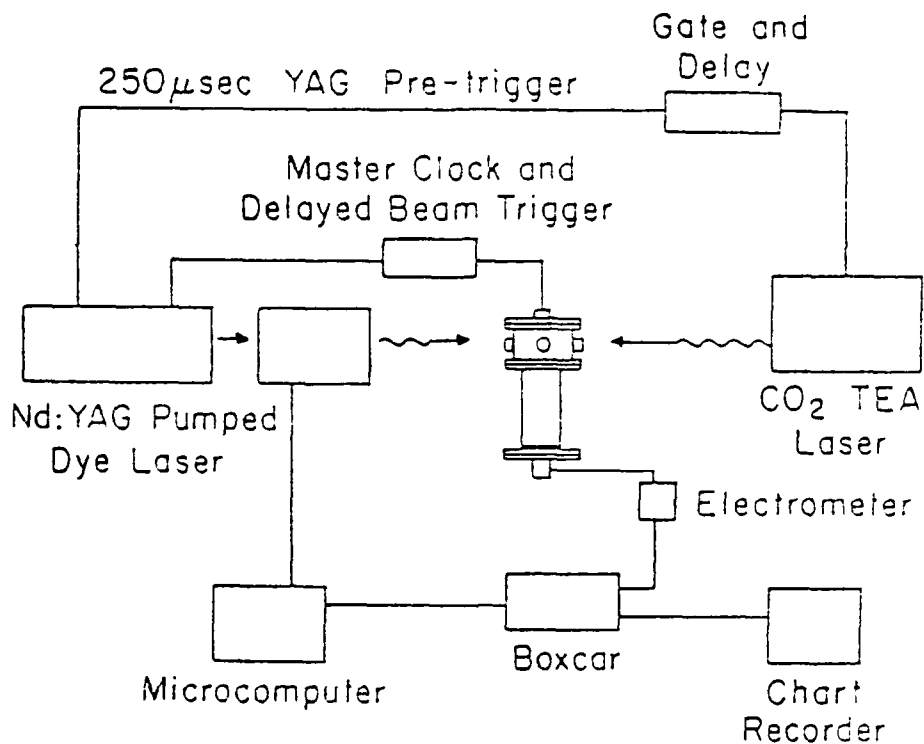 Gate and
Delay
250μsec YAG Pre-trigger
Master Clock and
Delayed Beam Trigger
Nd:YAG Pumped
Dye Laser
CO₂ TEA
Laser
Electrometer
Boxcar
Microcomputer
Chart
Recorder